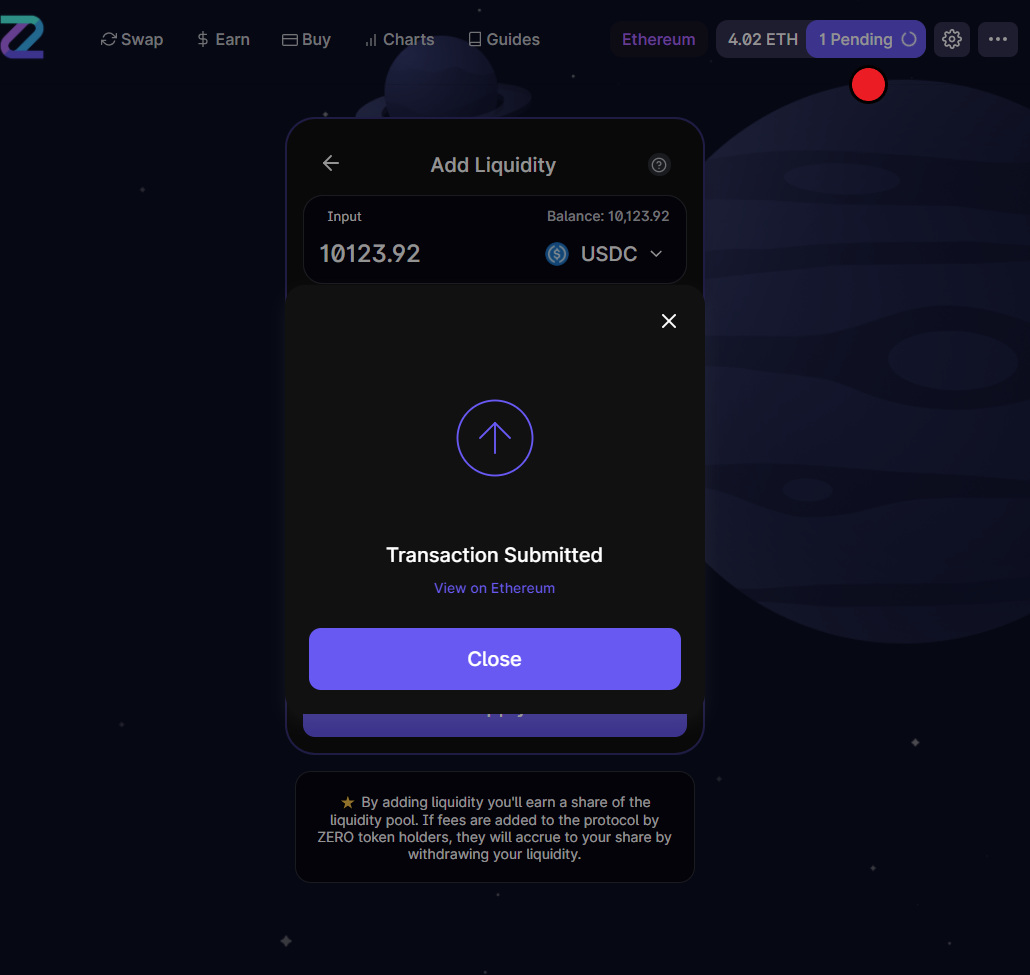 Swap
Earn
Buy
Charts
Guides
Ethereum
4.02 ETH
1 Pending
Add Liquidity
Input
Balance: 10,123.92
10123.92
USDC
Transaction Submitted
View on Ethereum
Close
★ By adding liquidity you'll earn a share of the
liquidity pool. If fees are added to the protocol by
ZERO token holders, they will accrue to your share by
withdrawing your liquidity.